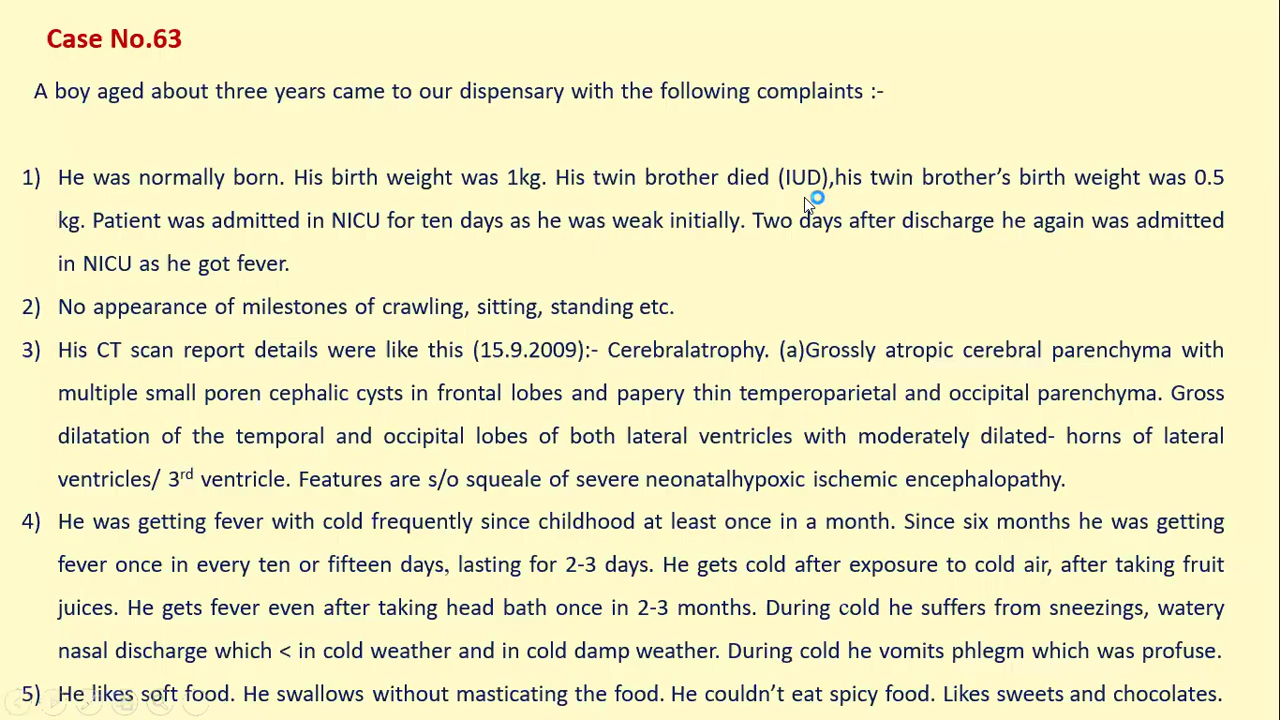 Case No.63
A boy aged about three years came to our dispensary with the following complaints :-
1) He was normally born. His birth weight was 1kg. His twin brother died (IUD),his twin brother's birth weight was 0.5
kg. Patient was admitted in NICU for ten days as he was weak initially. Two days after discharge he again was admitted
in NICU as he got fever.
2) No appearance of milestones of crawling, sitting, standing etc.
3) His CT scan report details were like this (15.9.2009):- Cerebralatrophy. (a)Grossly atropic cerebral parenchyma with
multiple small poren cephalic cysts in frontal lobes and papery thin temperoparietal and occipital parenchyma. Gross
dilatation of the temporal and occipital lobes of both lateral ventricles with moderately dilated- horns of lateral
ventricles/ 3rd ventricle. Features are s/o squeale of severe neonatalhypoxic ischemic encephalopathy.
4) He was getting fever with cold frequently since childhood at least once in a month. Since six months he was getting
fever once in every ten or fifteen days, lasting for 2-3 days. He gets cold after exposure to cold air, after taking fruit
juices. He gets fever even after taking head bath once in 2-3 months. During cold he suffers from sneezings, watery
nasal discharge which < in cold weather and in cold damp weather. During cold he vomits phlegm which was profuse.
5) He likes soft food. He swallows without masticating the food. He couldn't eat spicy food. Likes sweets and chocolates.